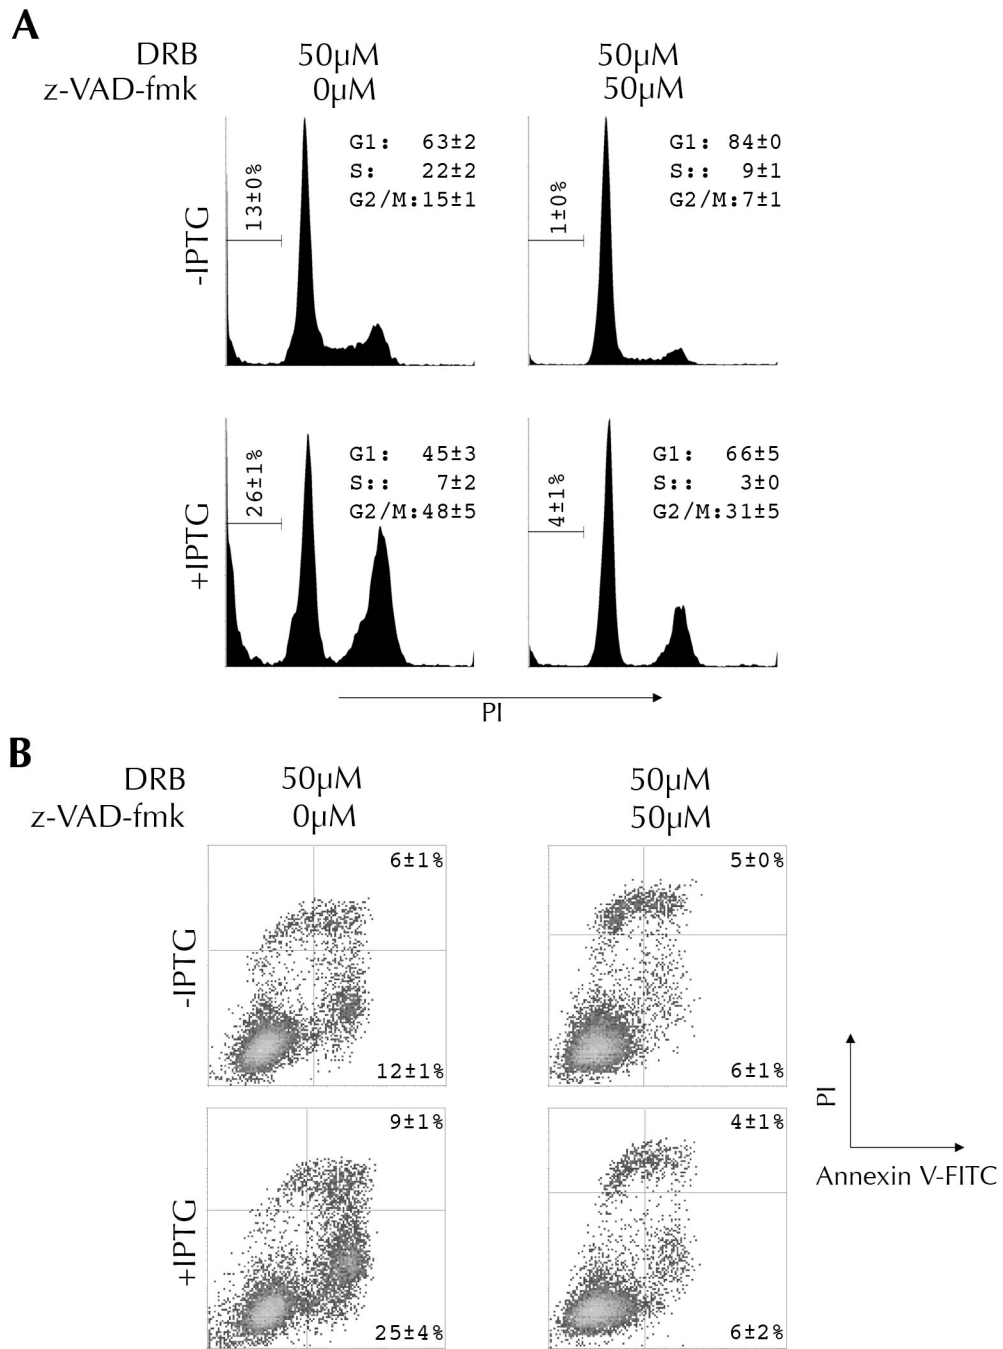 A
DRB 50µM 50µM
z-VAD-fmk 0µM 50µM
-IPTG
13±0%
G1: 63±2
S: 22±2
G2/M:15±1
1±0%
G1: 84±0
S:: 9±1
G2/M:7±1
+IPTG
26±1%
G1: 45±3
S:: 7±2
G2/M:48±5
4±1%
G1: 66±5
S:: 3±0
G2/M:31±5
PI
B
DRB 50µM 50µM
z-VAD-fmk 0µM 50µM
-IPTG
6±1%
12±1%
5±0%
6±1%
+IPTG
9±1%
25±4%
4±1%
6±2%
PI
Annexin V-FITC